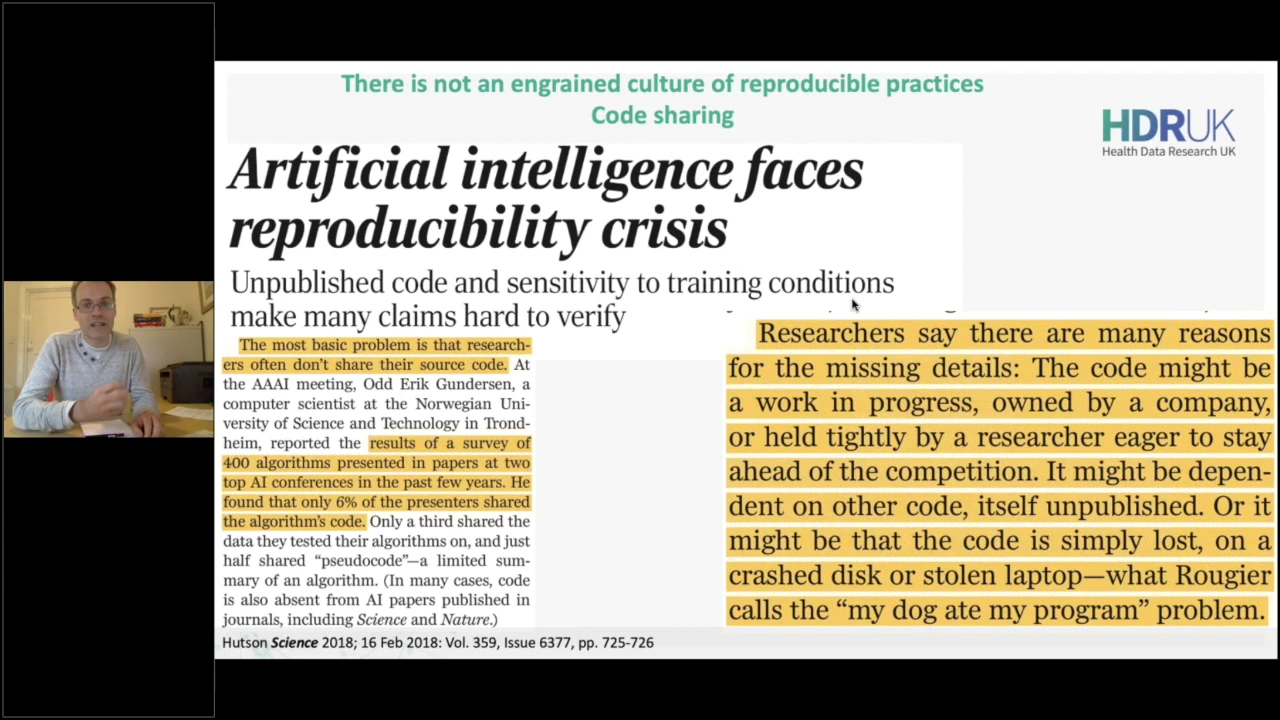 There is not an engrained culture of reproducible practices
Code sharing
HDRUK
Health Data Research UK
Artificial intelligence faces
reproducibility crisis
Unpublished code and sensitivity to training conditions
make many claims hard to verify
The most basic problem is that research-
ers often don't share their source code. At
the AAAI meeting, Odd Erik Gundersen, a
computer scientist at the Norwegian Uni-
versity of Science and Technology in Trond-
heim, reported the results of a survey of
400 algorithms presented in papers at two
top AI conferences in the past few years. He
found that only 6% of the presenters shared
the algorithm's code. Only a third shared the
data they tested their algorithms on, and just
half shared “pseudocode”—a limited sum-
mary of an algorithm. (In many cases, code
is also absent from AI papers published in
journals, including Science and Nature.)
Researchers say there are many reasons
for the missing details: The code might be
a work in progress, owned by a company,
or held tightly by a researcher eager to stay
ahead of the competition. It might be depen-
dent on other code, itself unpublished. Or it
might be that the code is simply lost, on a
crashed disk or stolen laptop—what Rougier
calls the “my dog ate my program” problem.
Hutson Science 2018; 16 Feb 2018: Vol. 359, Issue 6377, pp. 725-726